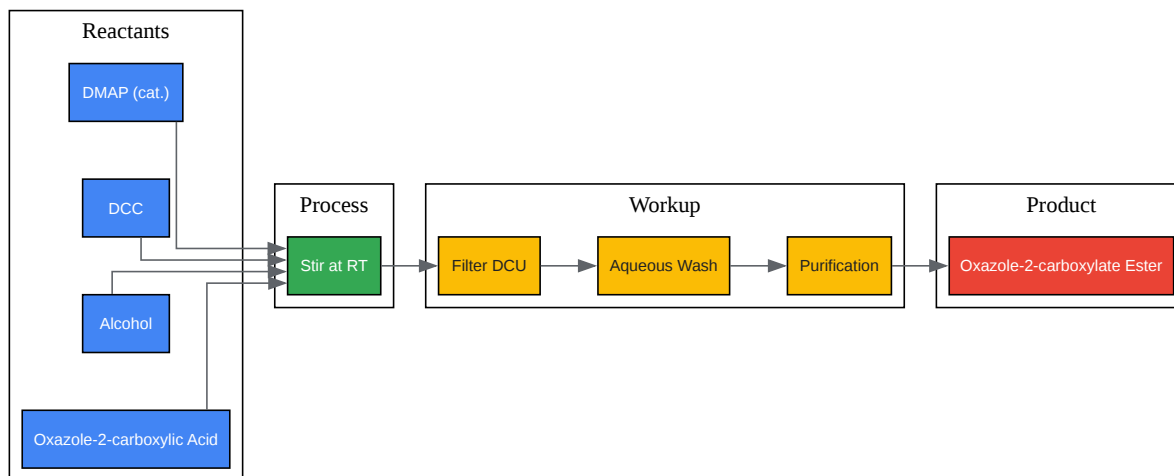 Reactants
DMAP (cat.)
DCC
Alcohol
Oxazole-2-carboxylic Acid
Process
Stir at RT
Workup
Filter DCU
Aqueous Wash
Purification
Product
Oxazole-2-carboxylate Ester